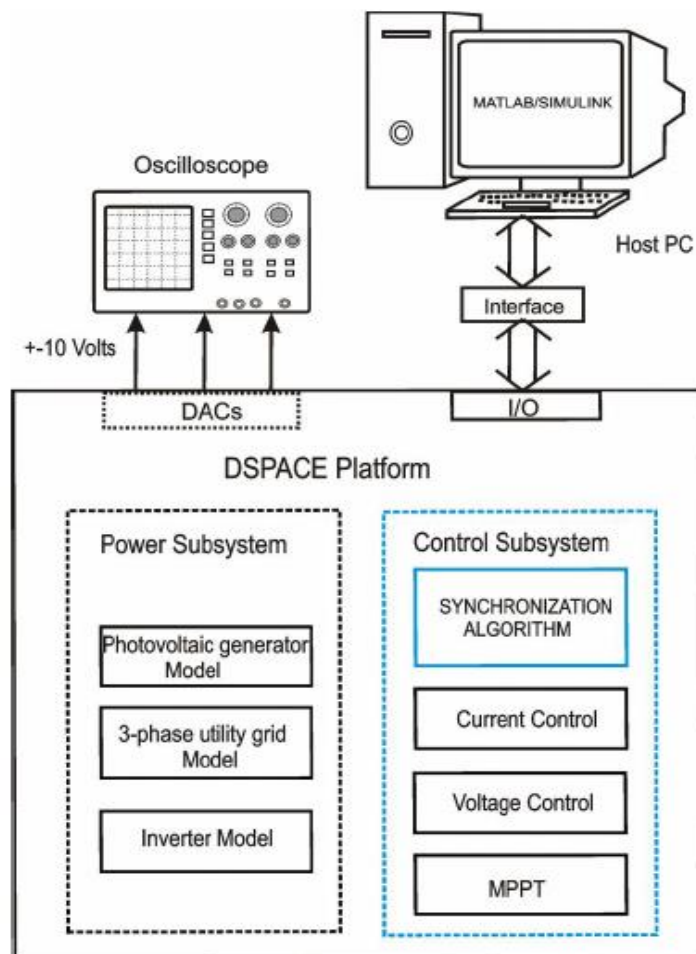 MATLAB/SIMULINK
Oscilloscope
Host PC
Interface
+-10 Volts
DACs
I/O
DSPACE Platform
Power Subsystem
Photovoltaic generator
Model
3-phase utility grid
Model
Inverter Model
Control Subsystem
SYNCHRONIZATION
ALGORITHM
Current Control
Voltage Control
MPPT